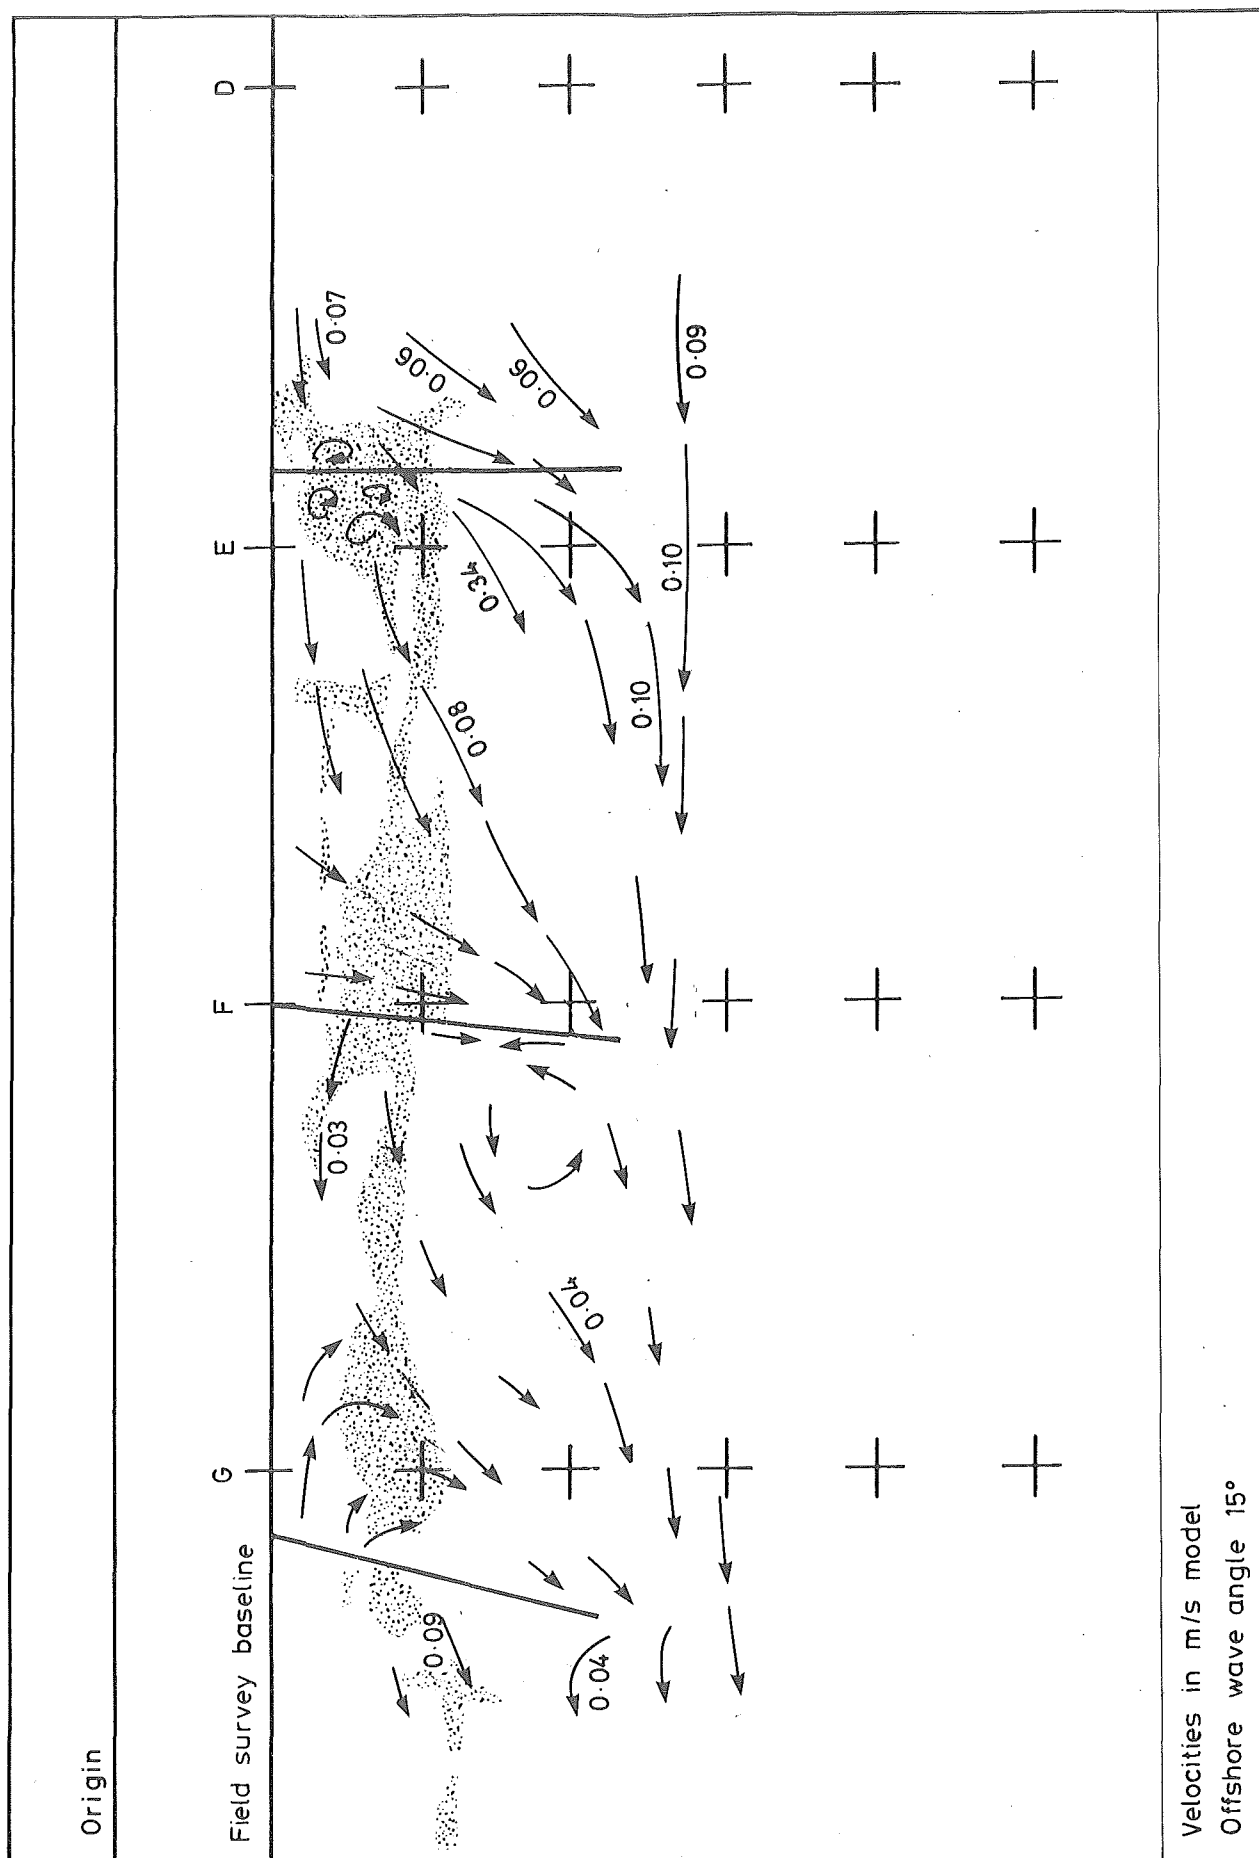 Origin
Field survey baseline
G
F
E
D
0·09
0·04
0·04
0·03
0·08
0·10
0·34
0·10
0·06
0·06
0·07
0·09
Velocities in m/s model
Offshore wave angle 15°